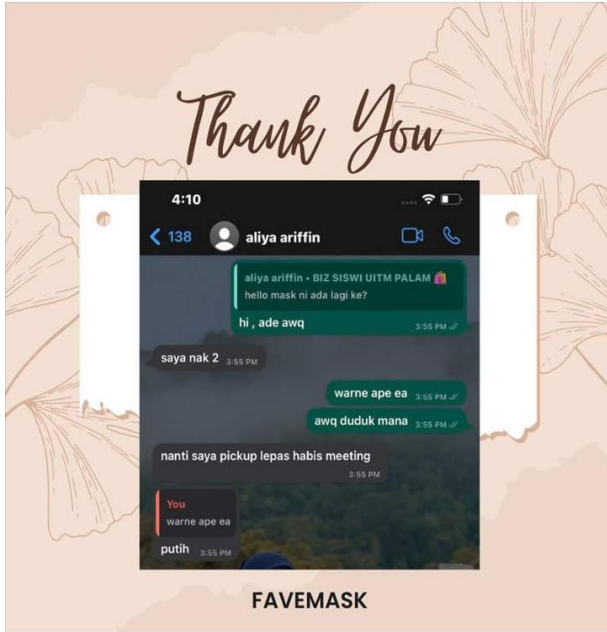 Thank You
4:10
138
aliya ariffin
aliya ariffin • BIZ SISWI UITM PALAM 🛍️
hello mask ni ada lagi ke?
hi , ade awq
3:55 PM
saya nak 2
3:55 PM
warne ape ea
3:55 PM
awq duduk mana
3:55 PM
nanti saya pickup lepas habis meeting
3:55 PM
You
warne ape ea
putih
3:55 PM
FAVEMASK